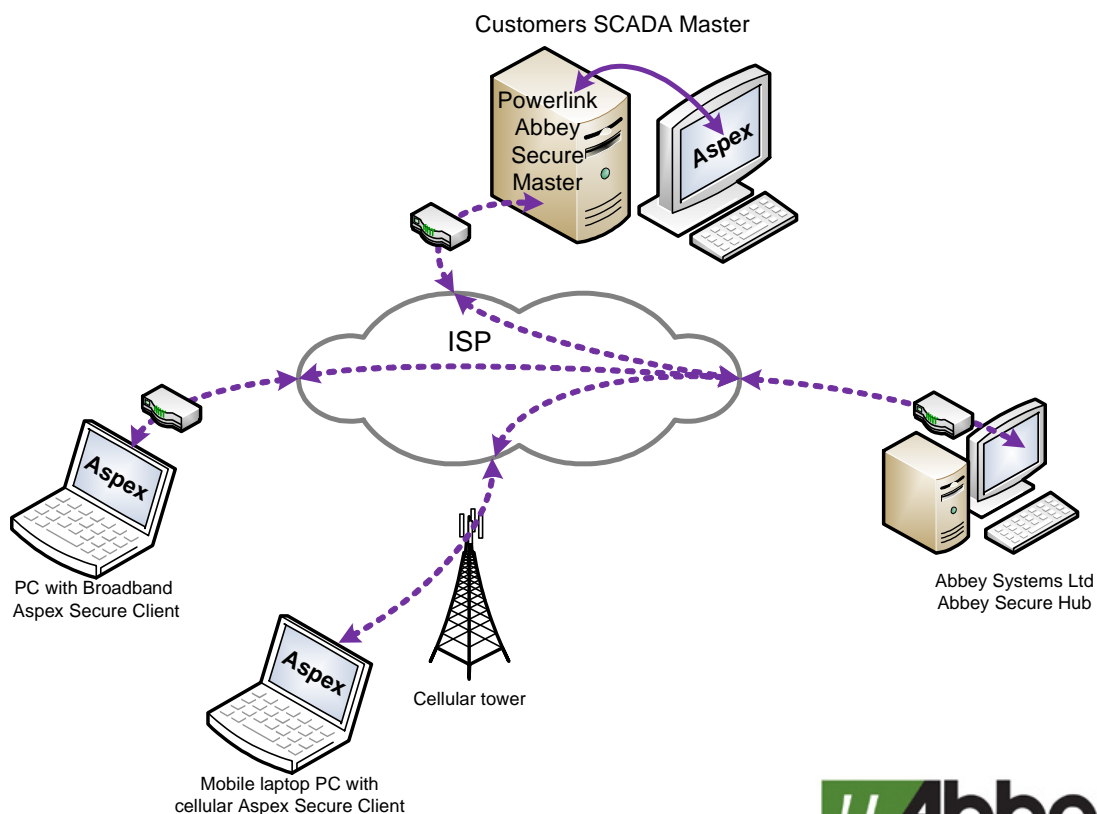 Customers SCADA Master
Powerlink
Abbey
Secure
Master
Aspex
ISP
Aspex
PC with Broadband
Aspex Secure Client
Abbey Systems Ltd
Abbey Secure Hub
Aspex
Cellular tower
Mobile laptop PC with
cellular Aspex Secure Client